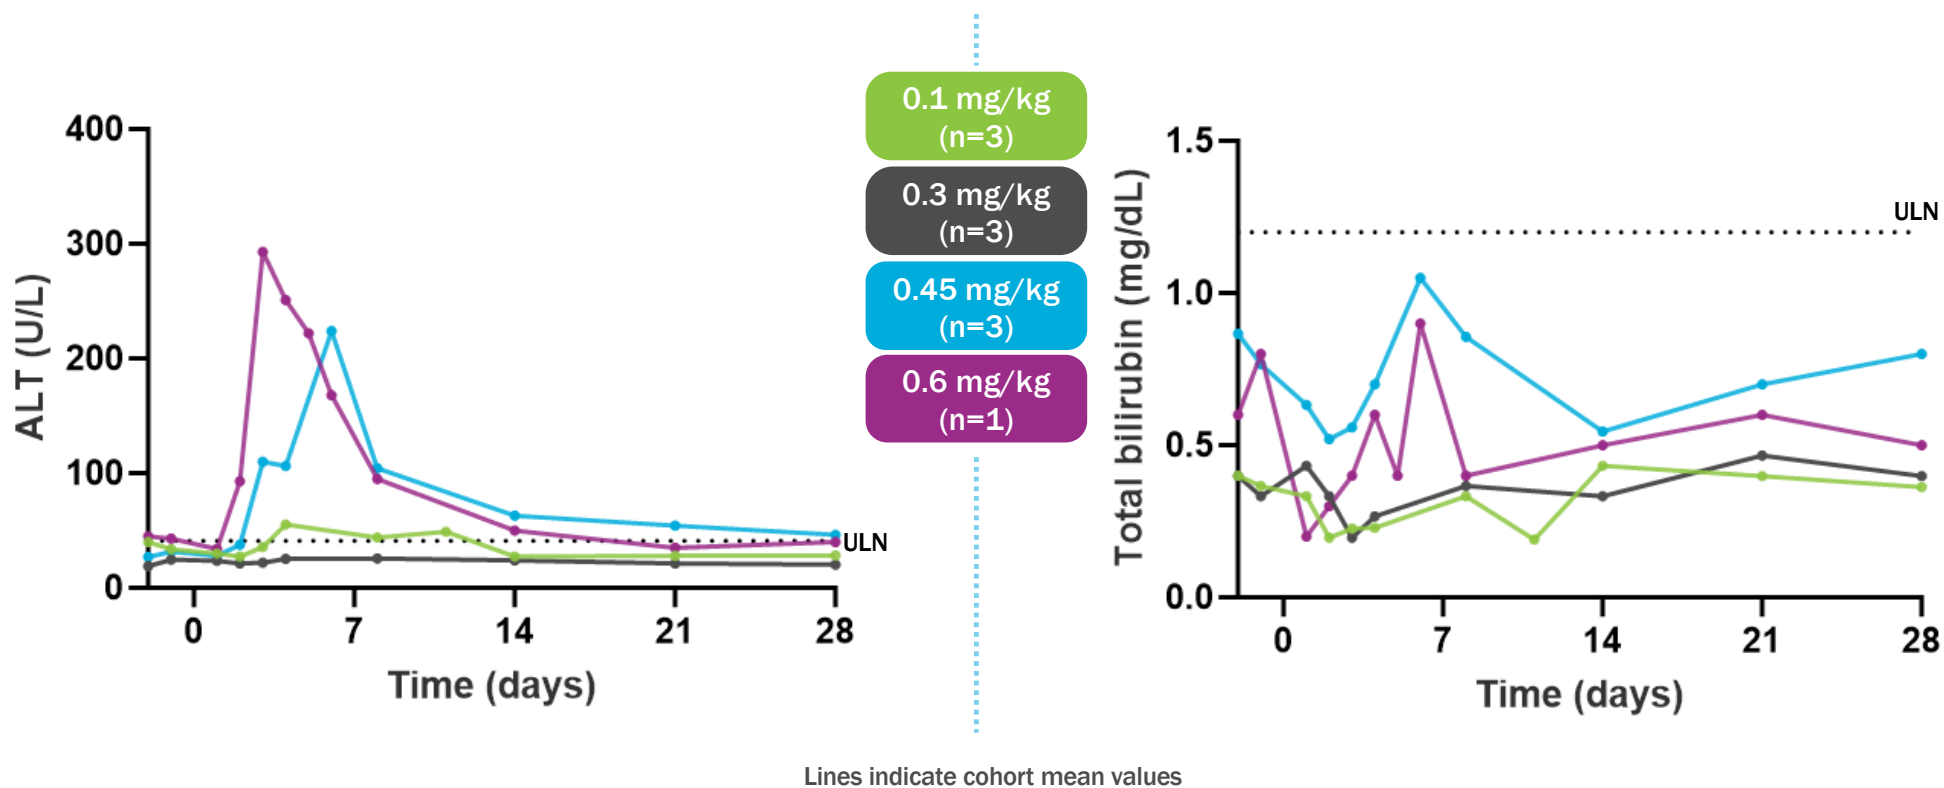 400
300
200
100
0
ALT (U/L)
0 7 14 21 28
Time (days)
ULN
0.1 mg/kg
(n=3)
0.3 mg/kg
(n=3)
0.45 mg/kg
(n=3)
0.6 mg/kg
(n=1)
1.5
1.0
0.5
0.0
Total bilirubin (mg/dL)
ULN
0 7 14 21 28
Time (days)
Lines indicate cohort mean values